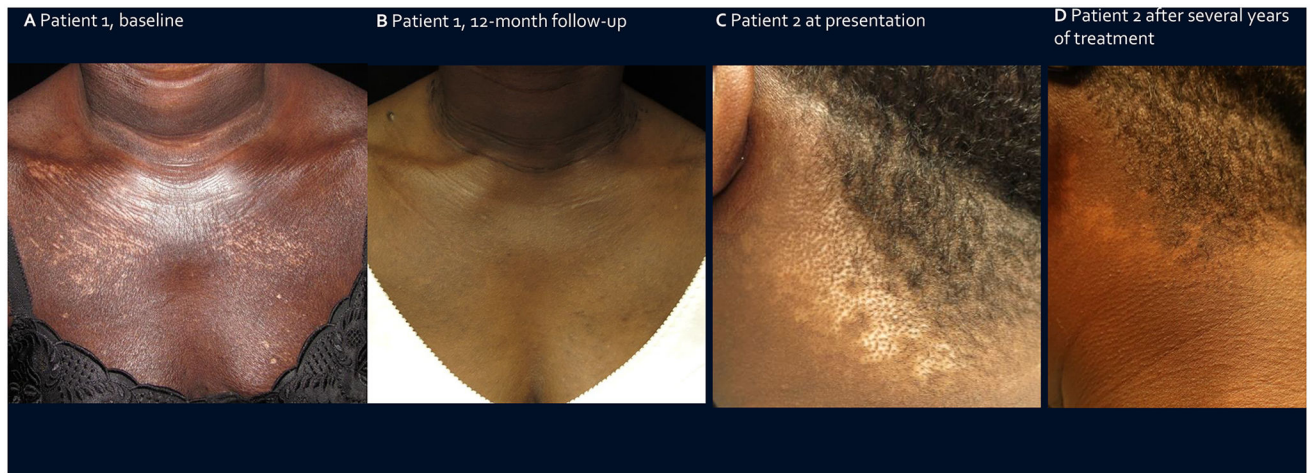 A Patient 1, baseline
B Patient 1, 12-month follow-up
C Patient 2 at presentation
D Patient 2 after several years
of treatment